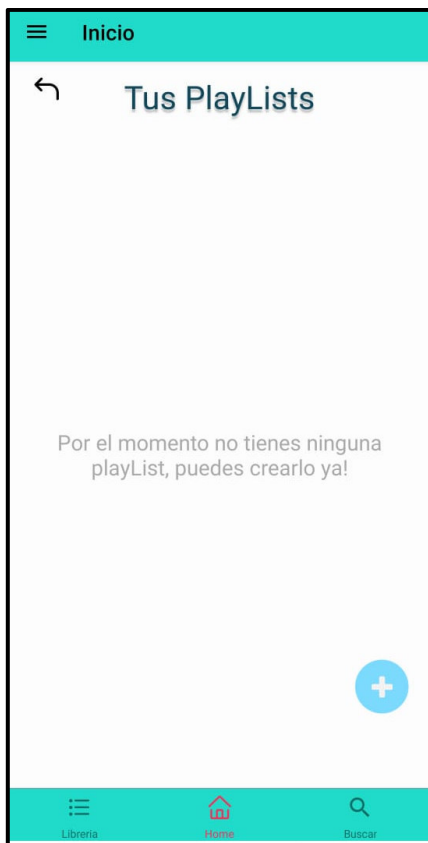 Inicio
Tus PlayLists
Por el momento no tienes ninguna
playList, puedes crearlo ya!
Libreria
Home
Buscar